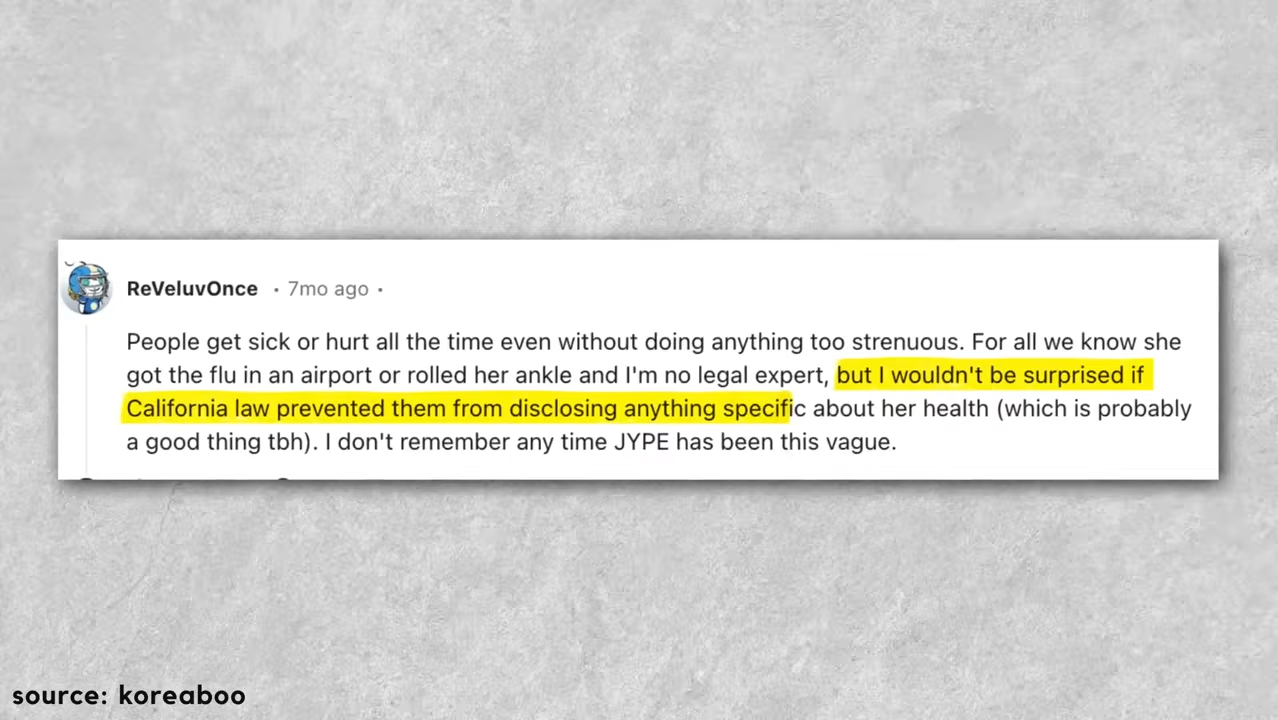 ReVeluvOnce · 7mo ago ·
People get sick or hurt all the time even without doing anything too strenuous. For all we know she
got the flu in an airport or rolled her ankle and I'm no legal expert, but I wouldn't be surprised if
California law prevented them from disclosing anything specific about her health (which is probably
a good thing tbh). I don't remember any time JYPE has been this vague.
source: koreaboo